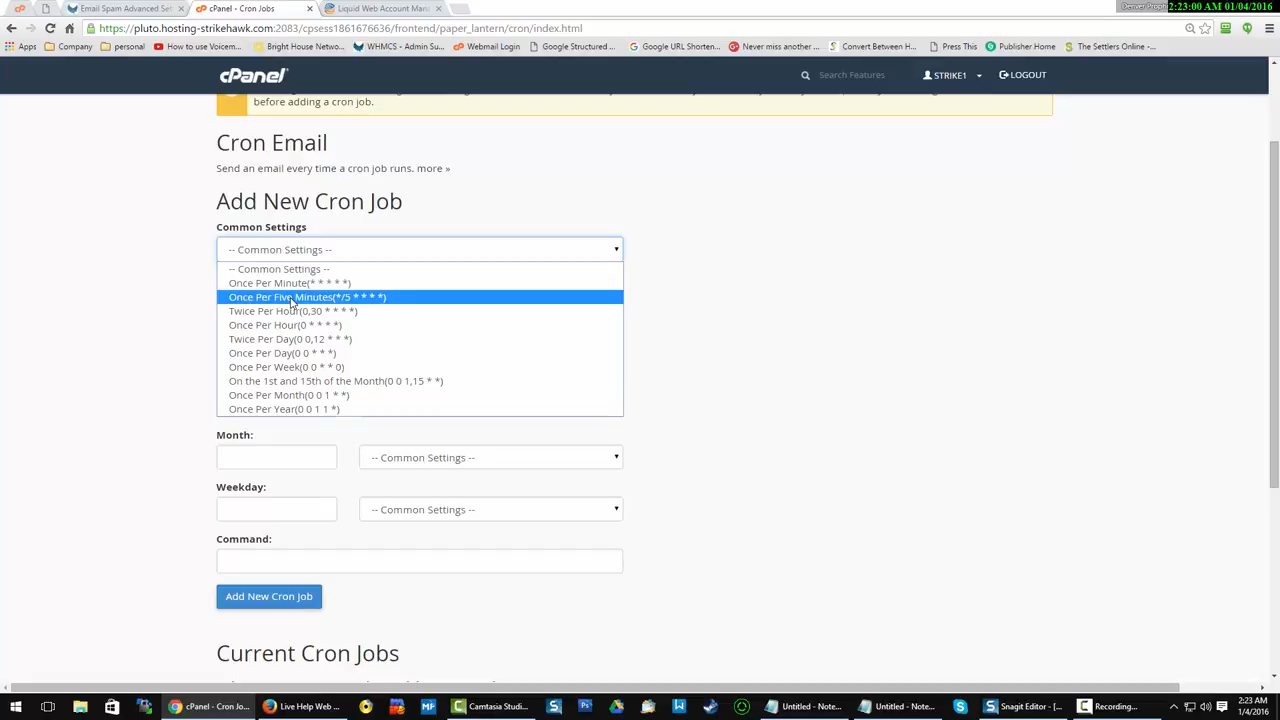 Email Spam Advanced Set
cPanel - Cron Jobs
Liquid Web Account Mana
2:23:00 AM 01/04/2016
https://pluto.hosting-strikehawk.com:2083/cpsess1861676636/frontend/paper_lantern/cron/index.html
Apps Company personal How to use Voicem... Bright House Netwo... WHMCS - Admin Su... Google Structured ... Google URL Shorten... Never miss another ... Convert Between H... Press This Publisher Home The Settlers Online -...
cPanel Search Features STRIKE1 LOGOUT
before adding a cron job.
Cron Email
Send an email every time a cron job runs. more »
Add New Cron Job
Common Settings
-- Common Settings --
-- Common Settings --
Once Per Minute(* * * * *)
Once Per Five Minutes(*/5 * * * *)
Twice Per Hour(0,30 * * * *)
Once Per Hour(0 * * * *)
Twice Per Day(0 0,12 * * *)
Once Per Day(0 0 * * *)
Once Per Week(0 0 * * 0)
On the 1st and 15th of the Month(0 0 1,15 * *)
Once Per Month(0 0 1 * *)
Once Per Year(0 0 1 1 *)
Month:
-- Common Settings --
Weekday:
-- Common Settings --
Command:
Add New Cron Job
Current Cron Jobs
cPanel - Cron Jo... Live Help Web ... Camtasia Studi... Untitled - Note... Untitled - Note... Snagit Editor - [... Recording... 2:23 AM
1/4/2016